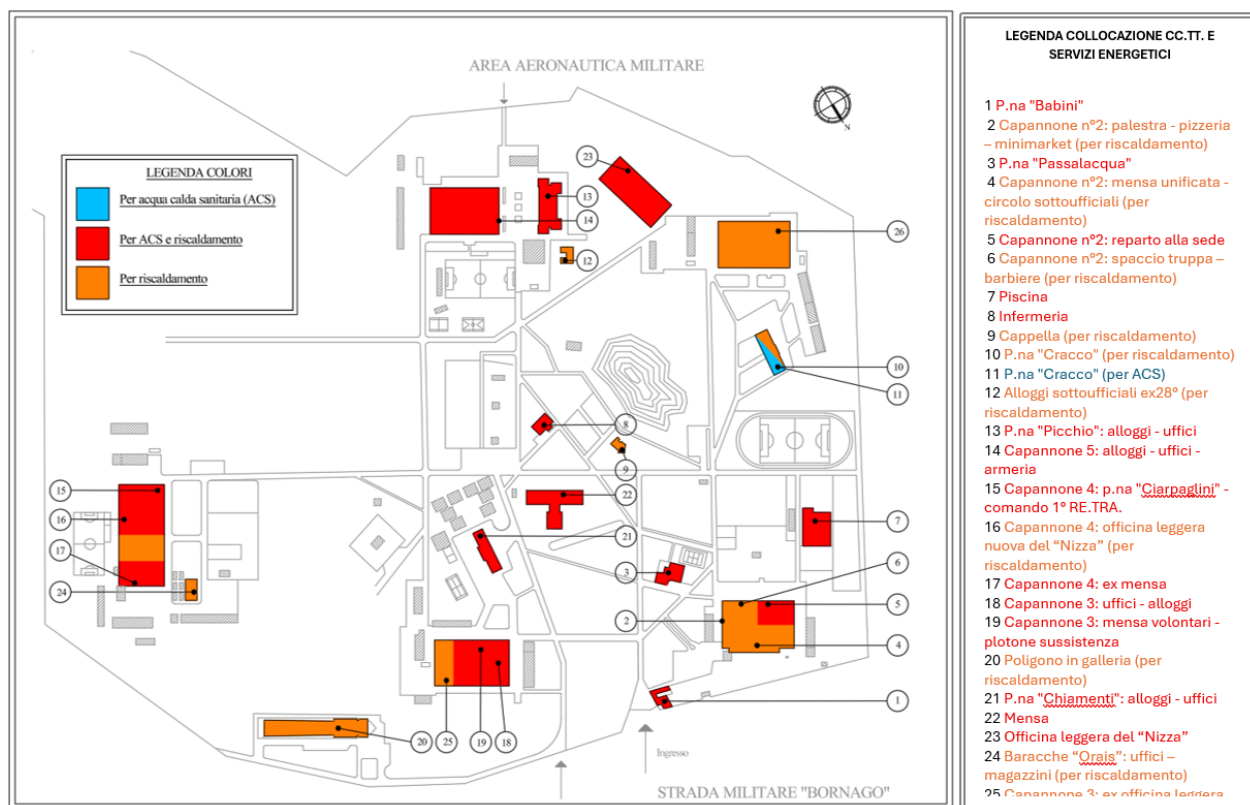 AREA AERONAUTICA MILITARE
N
LEGENDA COLORI
Per acqua calda sanitaria (ACS)
Per ACS e riscaldamento
Per riscaldamento
23
13
14
12
26
10
11
8
9
15
16
17
24
22
21
7
3
6
5
2
4
1
20
25
19
18
Ingresso
STRADA MILITARE "BORNAGO"
LEGENDA COLLOCAZIONE CC.TT. E
SERVIZI ENERGETICI
1 P.na "Babini"
2 Capannone n°2: palestra - pizzeria
– minimarket (per riscaldamento)
3 P.na "Passalacqua"
4 Capannone n°2: mensa unificata -
circolo sottoufficiali (per
riscaldamento)
5 Capannone n°2: reparto alla sede
6 Capannone n°2: spaccio truppa –
barbiere (per riscaldamento)
7 Piscina
8 Infermeria
9 Cappella (per riscaldamento)
10 P.na "Cracco" (per riscaldamento)
11 P.na "Cracco" (per ACS)
12 Alloggi sottoufficiali ex28° (per
riscaldamento)
13 P.na "Picchio": alloggi - uffici
14 Capannone 5: alloggi - uffici -
armeria
15 Capannone 4: p.na "Ciarpaglini" -
comando 1° RE.TRA.
16 Capannone 4: officina leggera
nuova del “Nizza” (per
riscaldamento)
17 Capannone 4: ex mensa
18 Capannone 3: uffici - alloggi
19 Capannone 3: mensa volontari -
plotone sussistenza
20 Poligono in galleria (per
riscaldamento)
21 P.na "Chiamenti": alloggi - uffici
22 Mensa
23 Officina leggera del “Nizza”
24 Baracche “Orais”: uffici –
magazzini (per riscaldamento)
25 Capannone 3: ex officina leggera